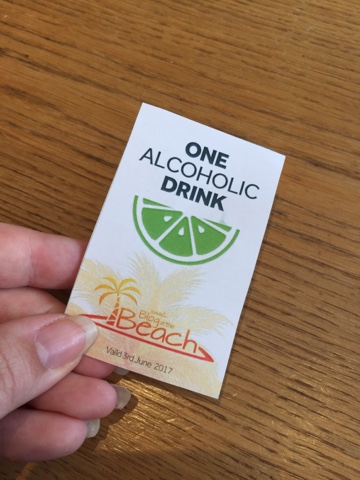 ONE
ALCOHOLIC
DRINK
Blog
Beach
Valid 3rd June 2017